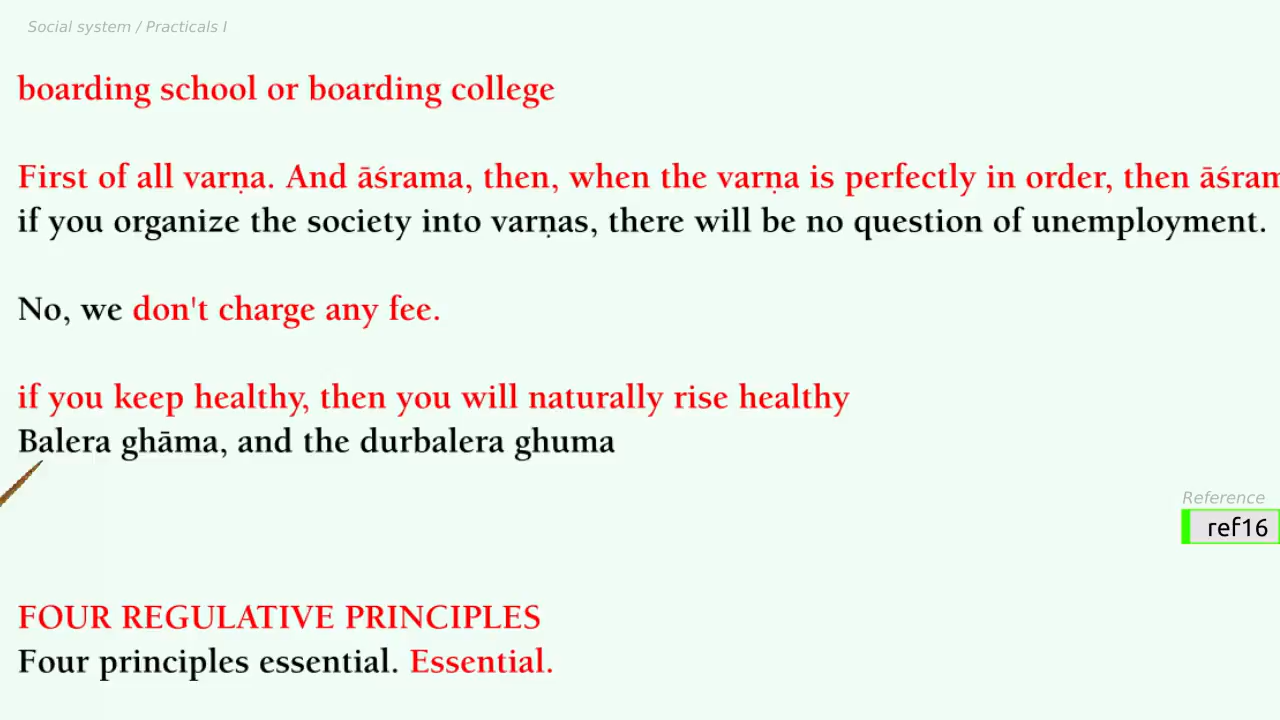 Social system / Practicals I
boarding school or boarding college
First of all varṇa. And āśrama, then, when the varṇa is perfectly in order, then āśram
if you organize the society into varṇas, there will be no question of unemployment.
No, we don't charge any fee.
if you keep healthy, then you will naturally rise healthy
Balera ghāma, and the durbalera ghuma
Reference
ref16
FOUR REGULATIVE PRINCIPLES
Four principles essential. Essential.